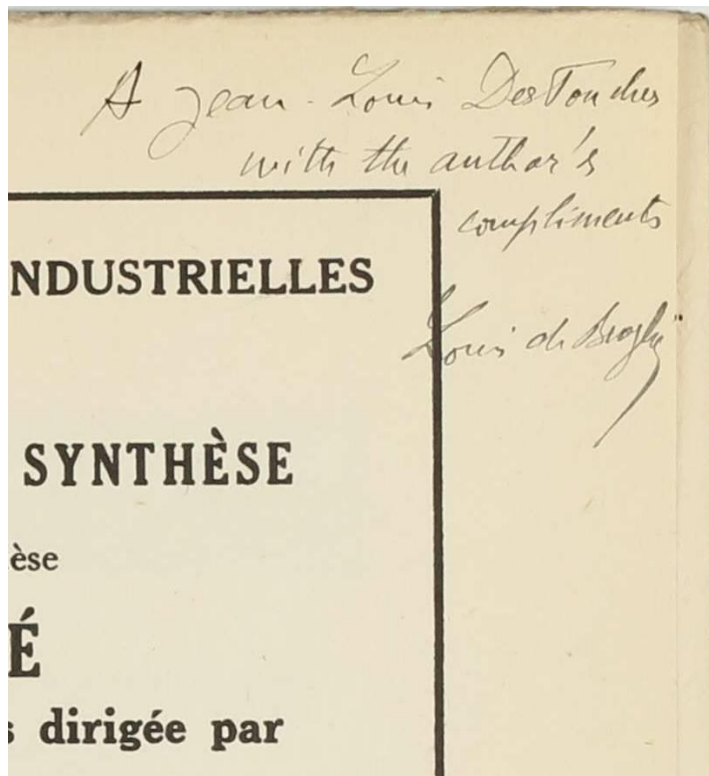 A Jean-Louis DesTouches
with the author's
compliments
Louis de Broglie
NDUSTRIELLES
SYNTHÈSE
èse
É
s dirigée par